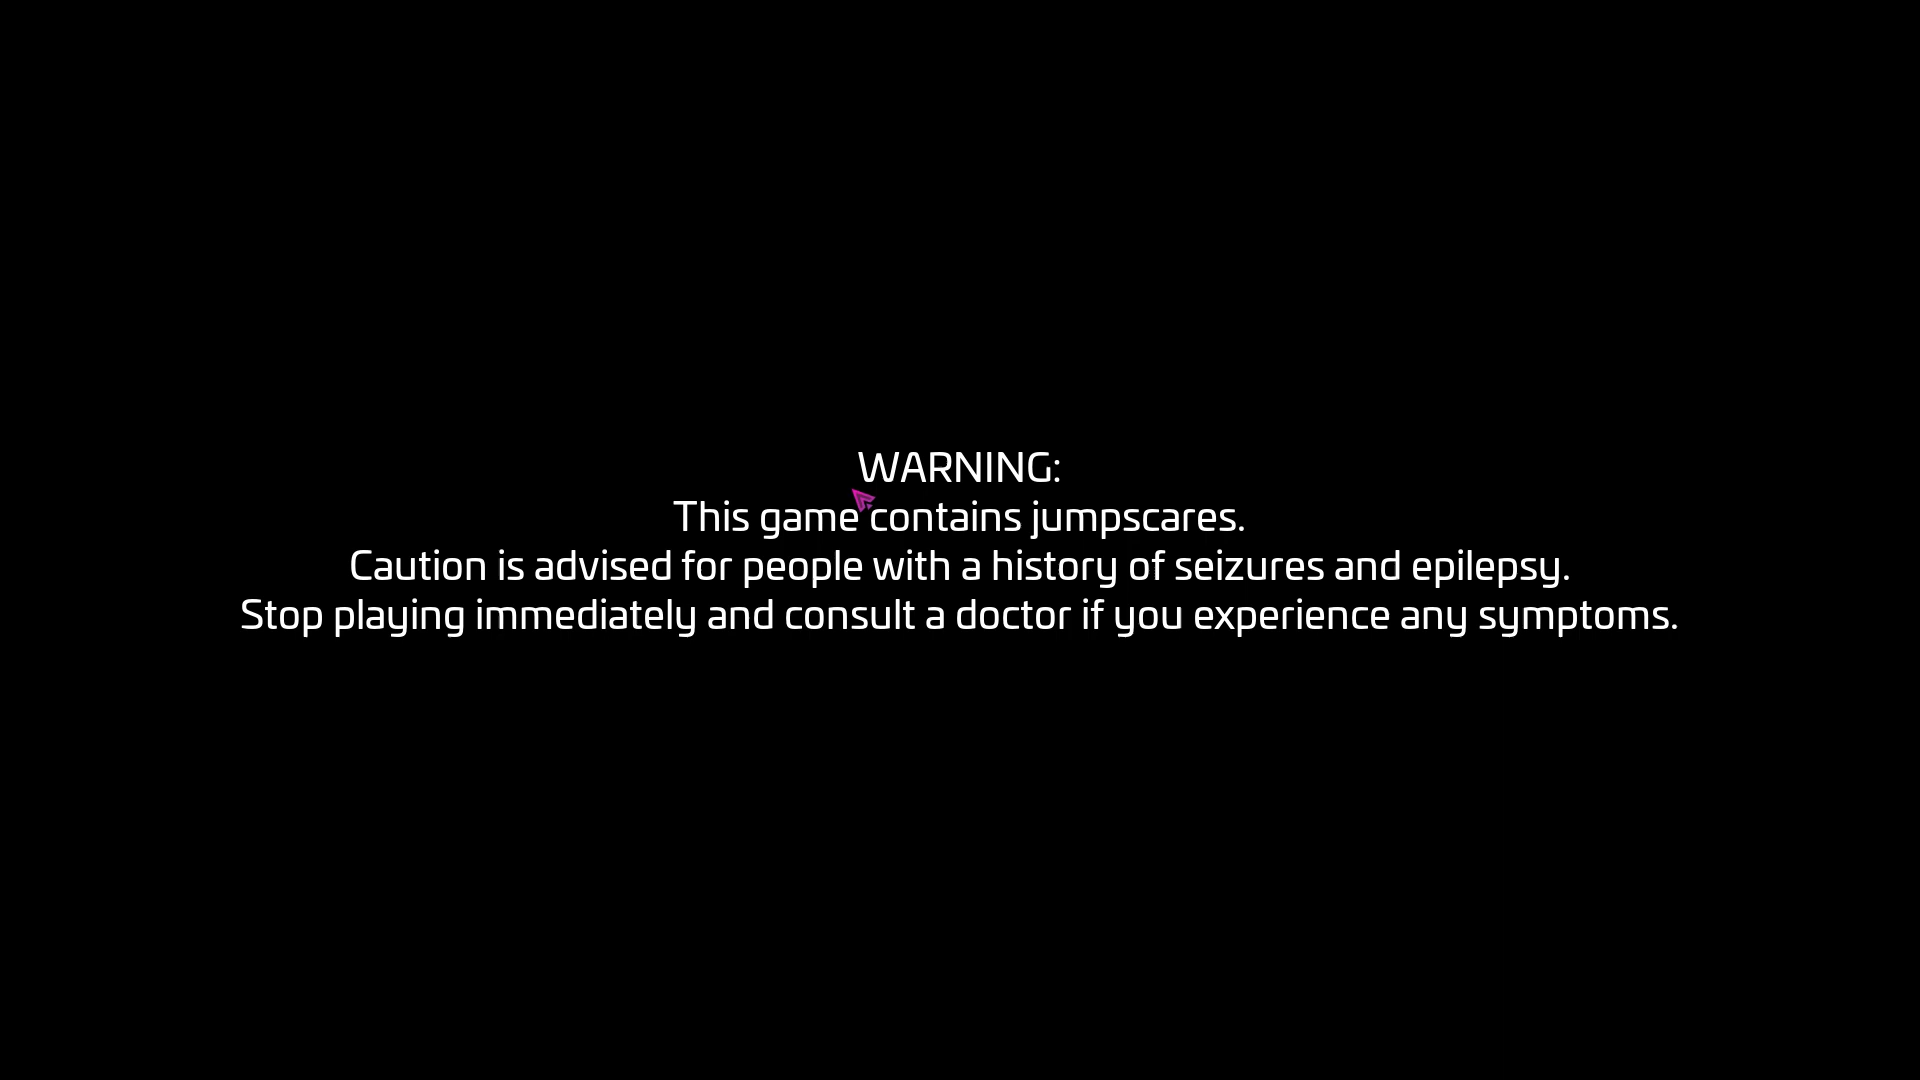 WARNING:
This game contains jumpscares.
Caution is advised for people with a history of seizures and epilepsy.
Stop playing immediately and consult a doctor if you experience any symptoms.